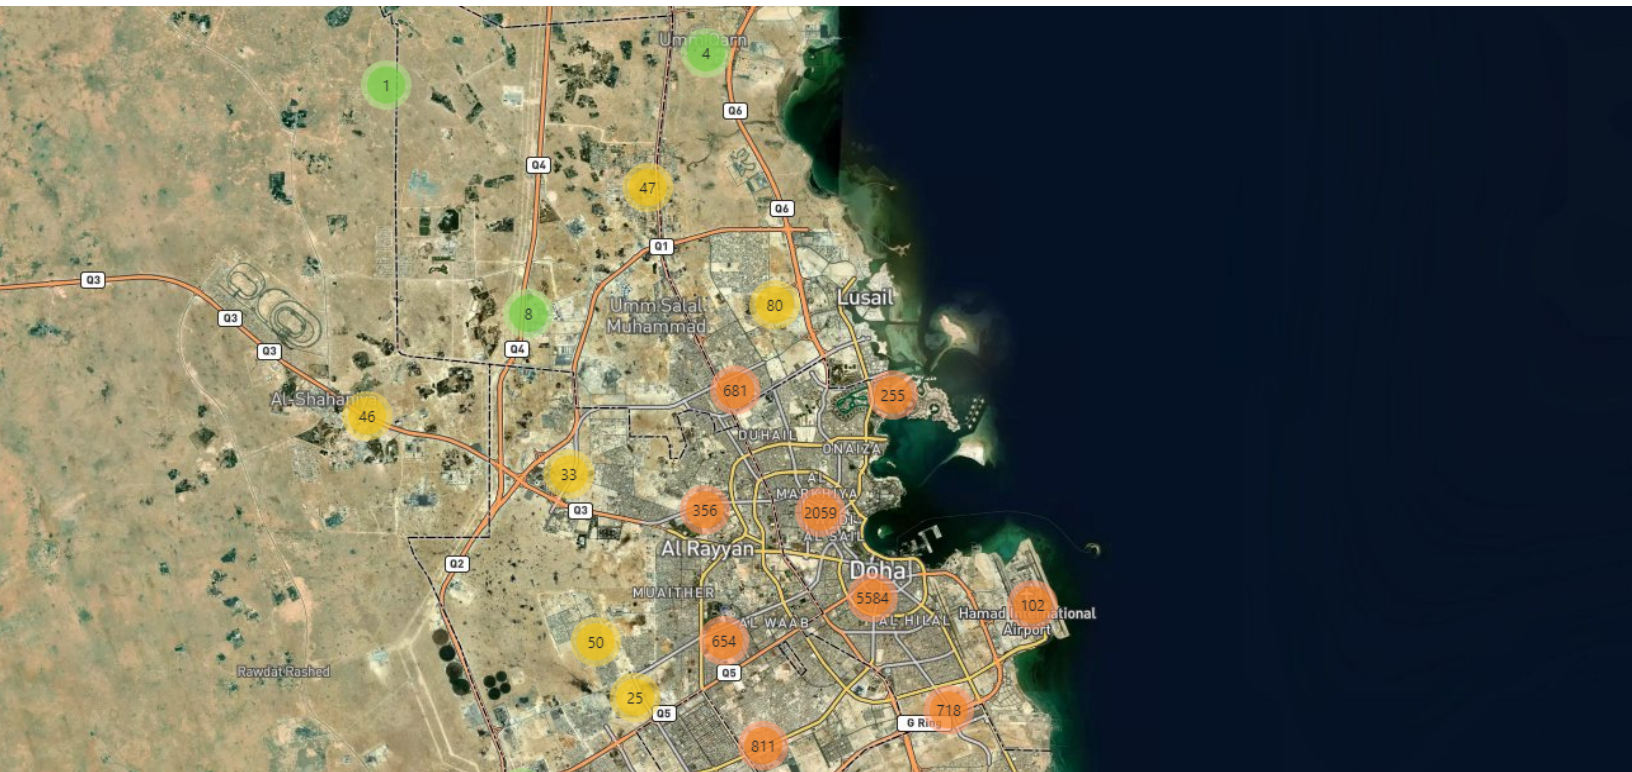 Umm Qarn
4
1
Q6
Q4
47
Q6
Q1
Q3
Lusail
80
Umm Salal
Muhammad
8
Q3
Q4
Q3
681
255
Al-Shahaniya
46
DUHAIL
ONAIZA
33
AL
MARKHIYA
356
2059
Q3
AL SAIL
Al Rayyan
Q2
Doha
MUAITHER
5584
102
Hamad International
Airport
AL WAAB
AL HILAL
50
654
Rawdat Rashed
Q5
25
Q5
718
G Ring
811